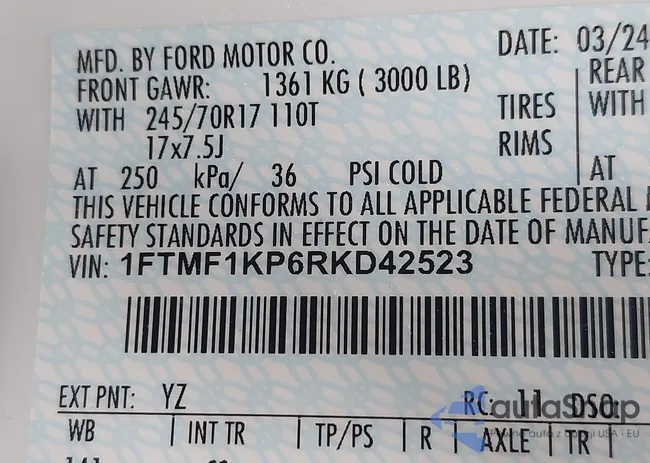 MFD. BY FORD MOTOR CO. DATE: 03/24
FRONT GAWR: 1361 KG ( 3000 LB) REAR
WITH 245/70R17 110T TIRES WITH
17x7.5J RIMS
AT 250 kPa/ 36 PSI COLD AT
THIS VEHICLE CONFORMS TO ALL APPLICABLE FEDERAL
SAFETY STANDARDS IN EFFECT ON THE DATE OF MANUF
VIN: 1FTMF1KP6RKD42523 TYPE:
EXT PNT: YZ RC: 11 DSO:
WB INT TR TP/PS R AXLE TR
141